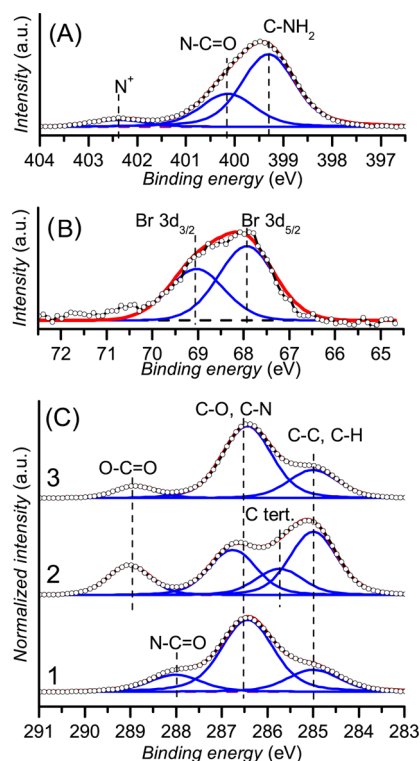 (A)
C-NH₂
N-C=O
N⁺
Intensity (a.u.)
404 403 402 401 400 399 398 397
Binding energy (eV)
(B)
Br 3d₃/₂ Br 3d₅/₂
Intensity (a.u.)
72 71 70 69 68 67 66 65
Binding energy (eV)
(C)
C-O, C-N
C-C, C-H
O-C=O
3
C tert.
2
N-C=O
1
Normalized intensity (a.u.)
291 290 289 288 287 286 285 284 283
Binding energy (eV)